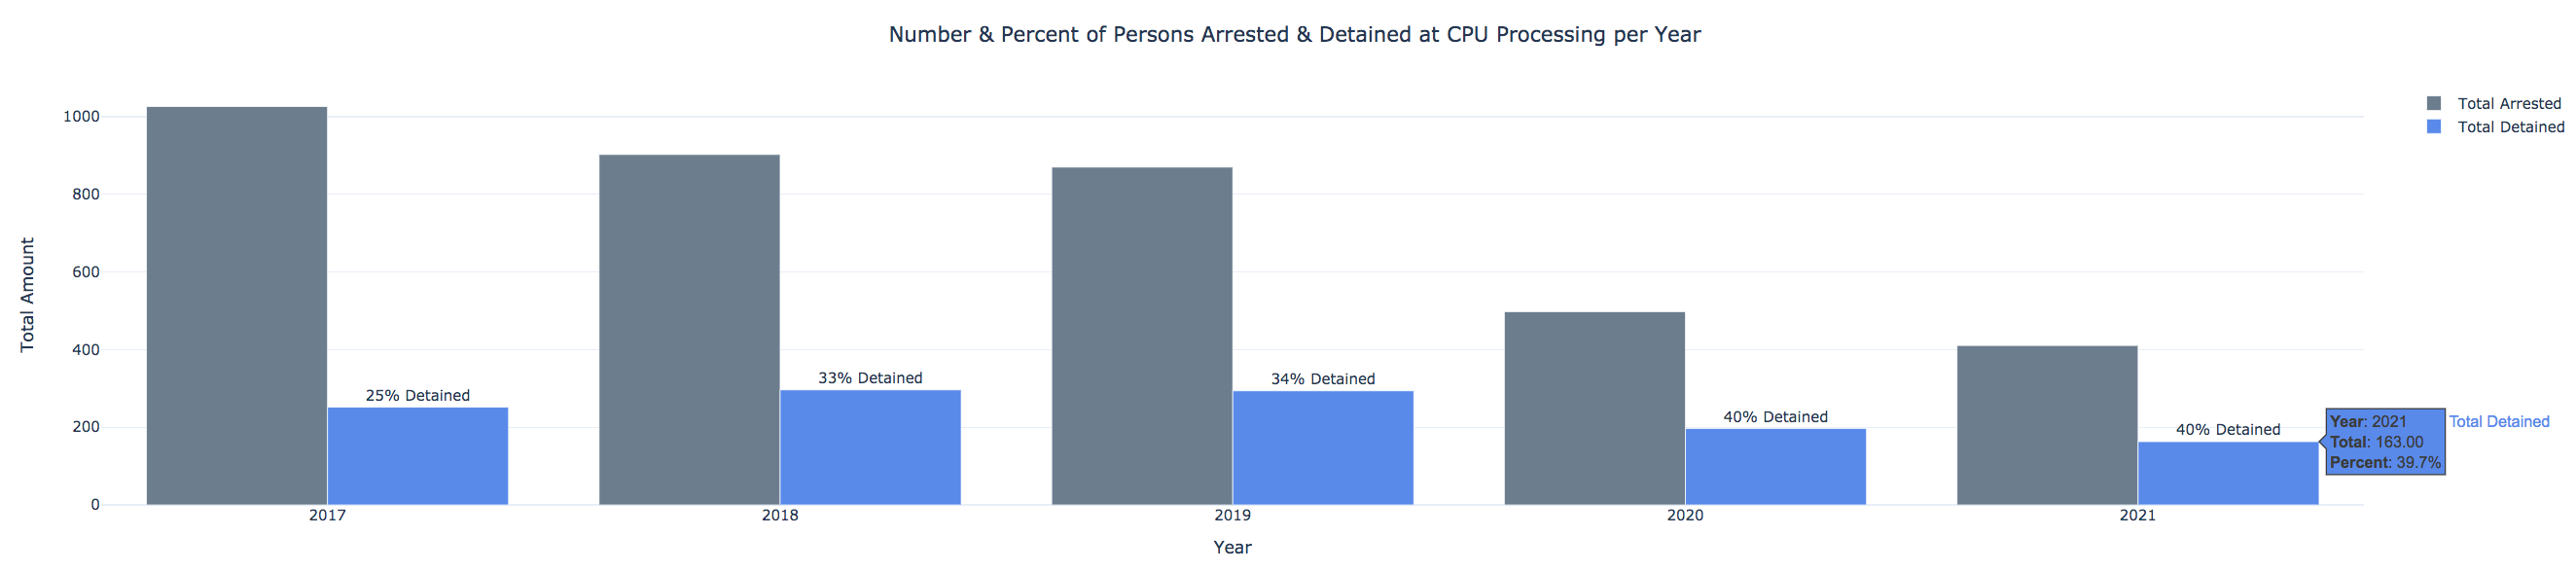 Number & Percent of Persons Arrested & Detained at CPU Processing per Year
Total Arrested
Total Detained
Total Amount
1000
800
600
400
200
0
25% Detained
33% Detained
34% Detained
40% Detained
40% Detained
Year: 2021
Total: 163.00
Percent: 39.7%
Total Detained
2017
2018
2019
2020
2021
Year